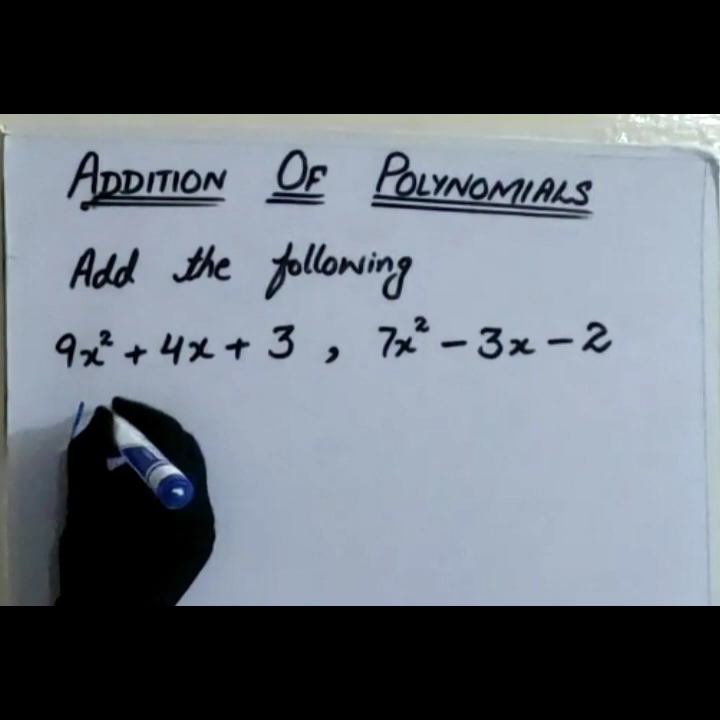 ADDITION OF POLYNOMIALS
Add the following
9x² + 4x + 3 , 7x² - 3x - 2